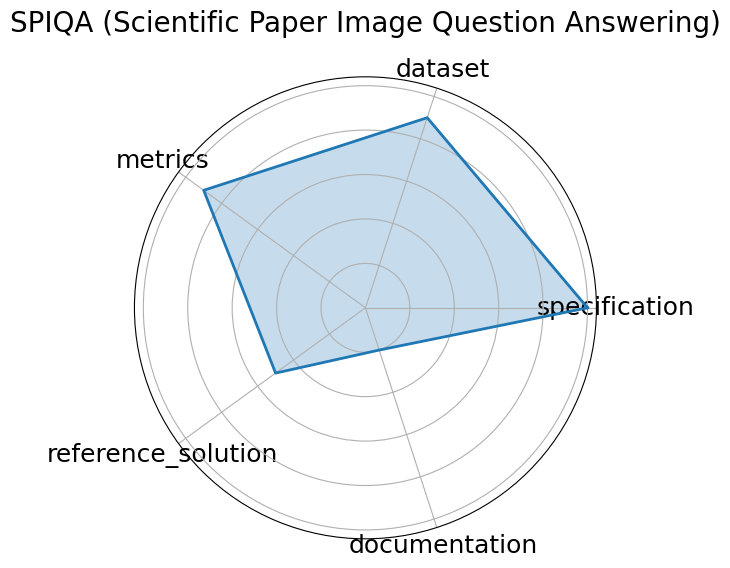 SPIQA (Scientific Paper Image Question Answering)
dataset
metrics
specification
reference_solution
documentation